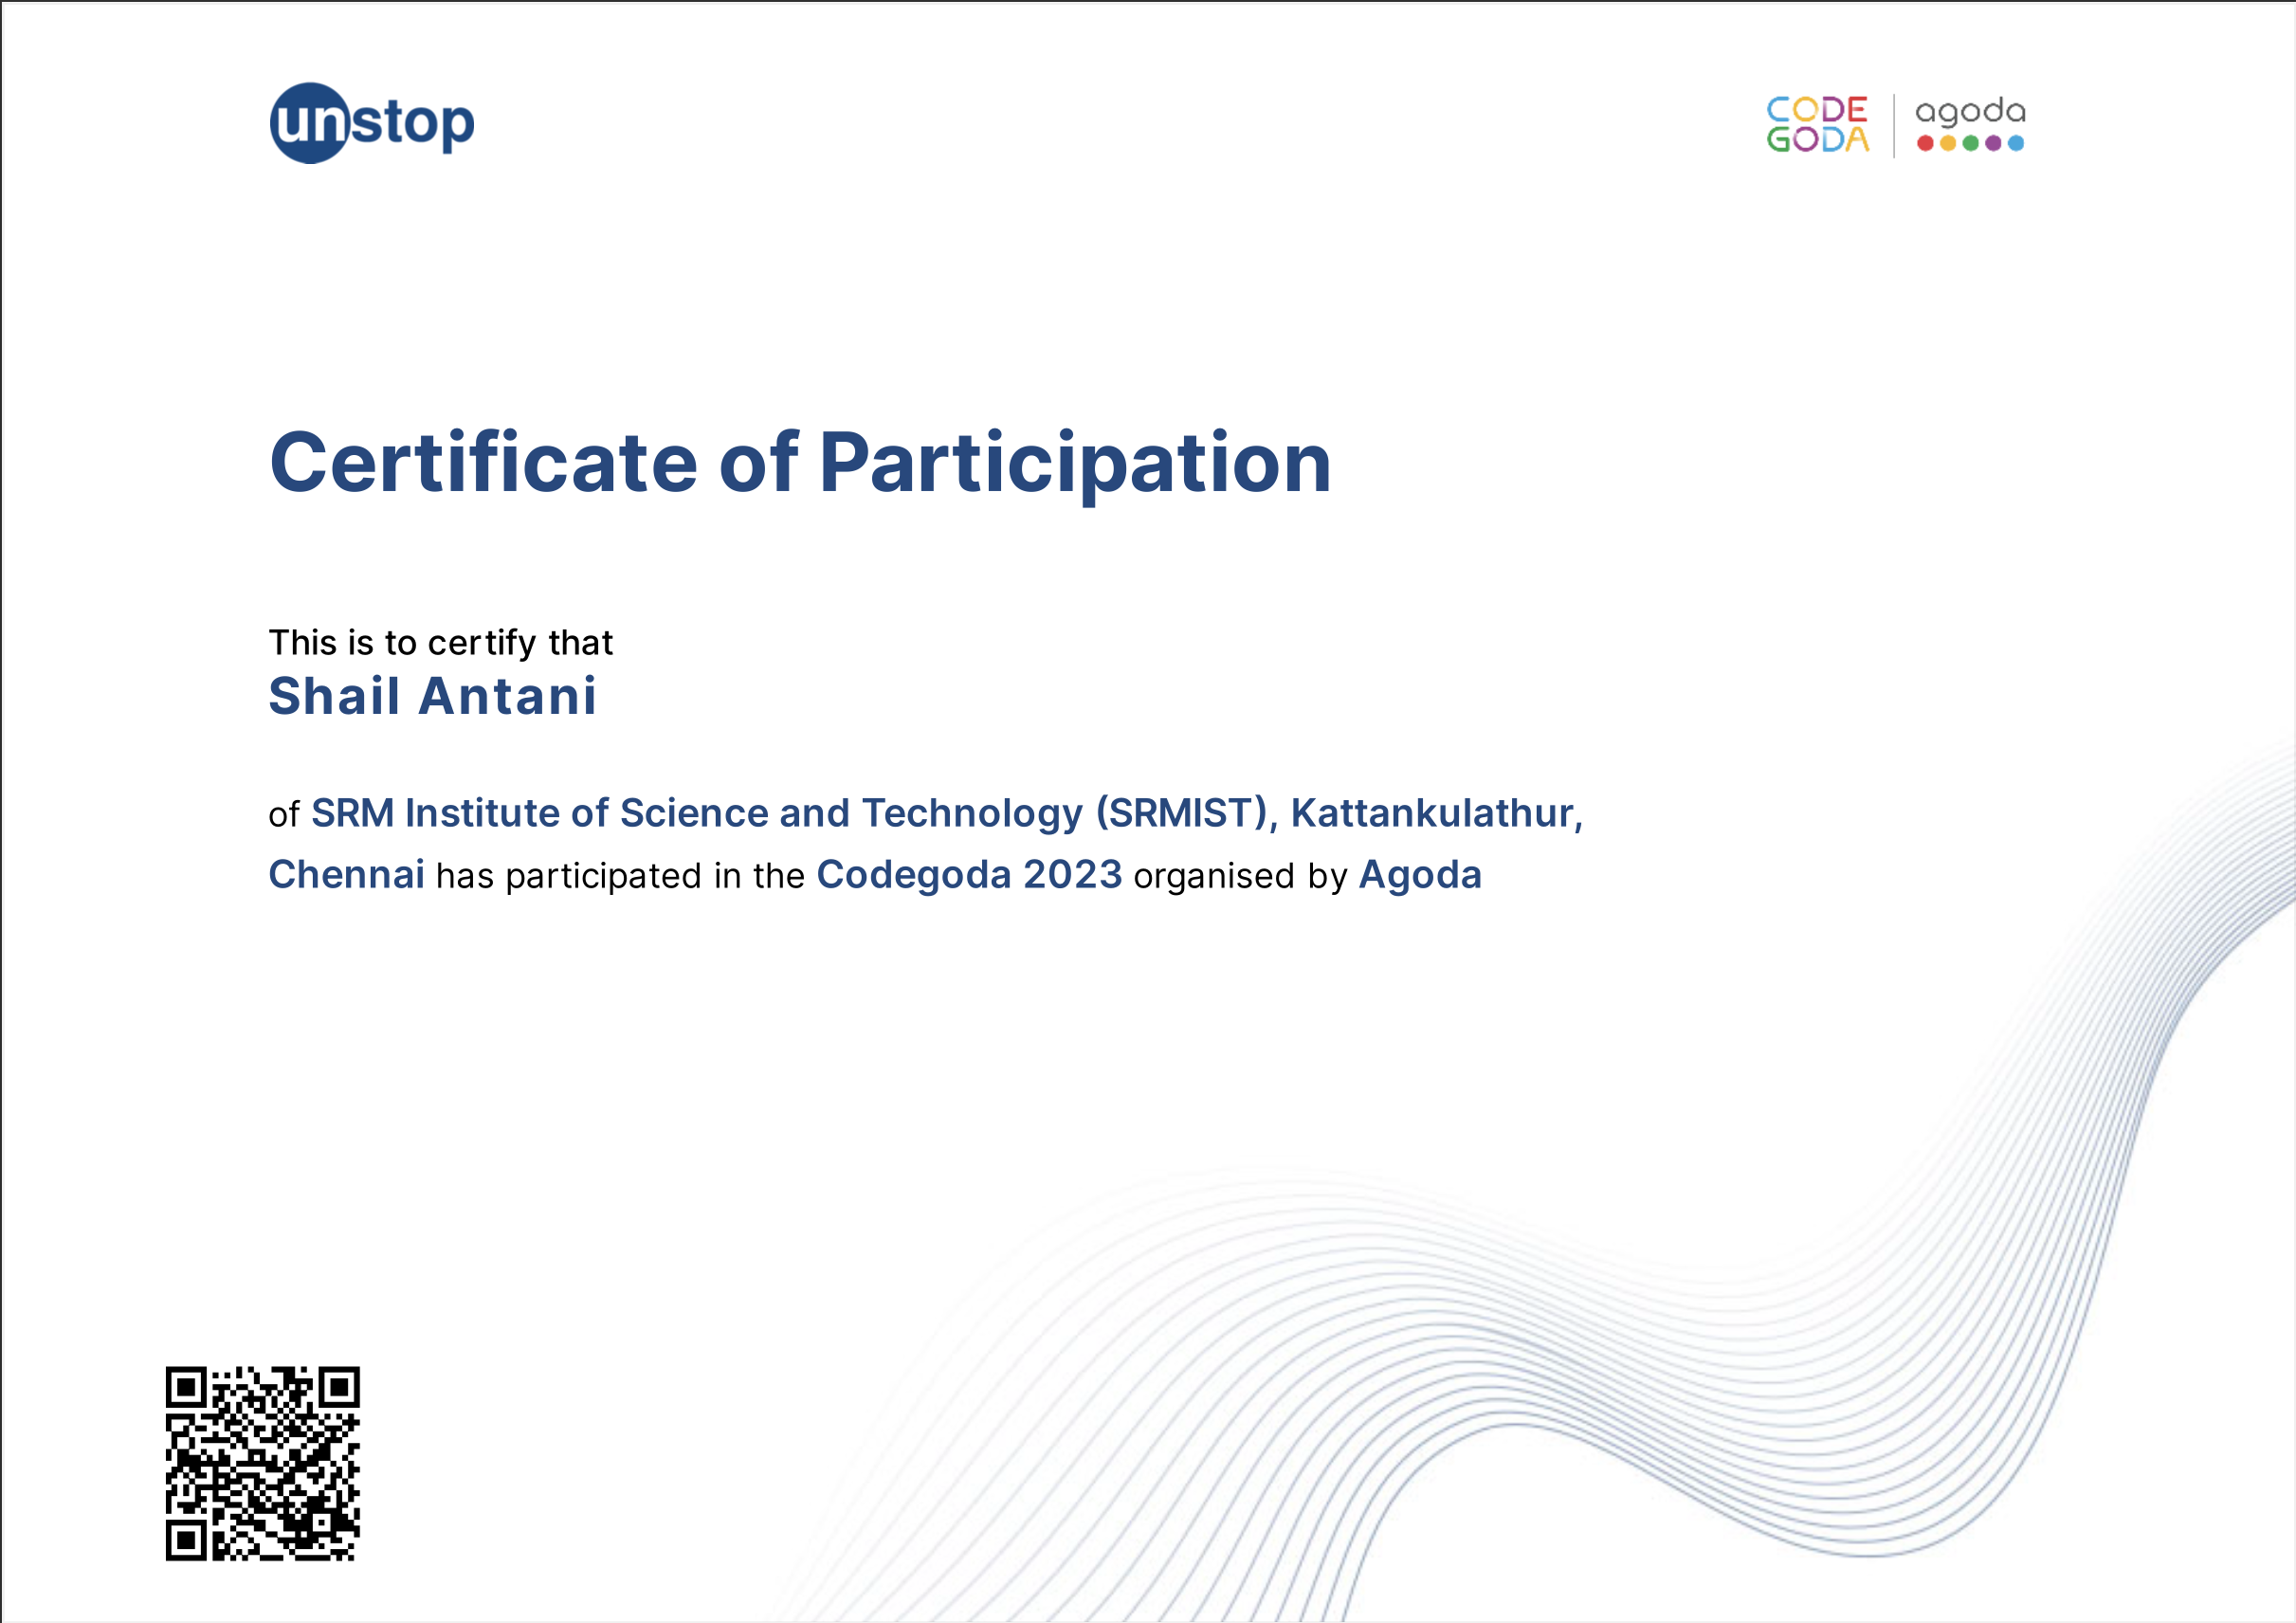 unstop
CODE
GODA
agoda
Certificate of Participation
This is to certify that
Shail Antani
of SRM Institute of Science and Technology (SRMIST), Kattankulathur,
Chennai has participated in the Codegoda 2023 organised by Agoda